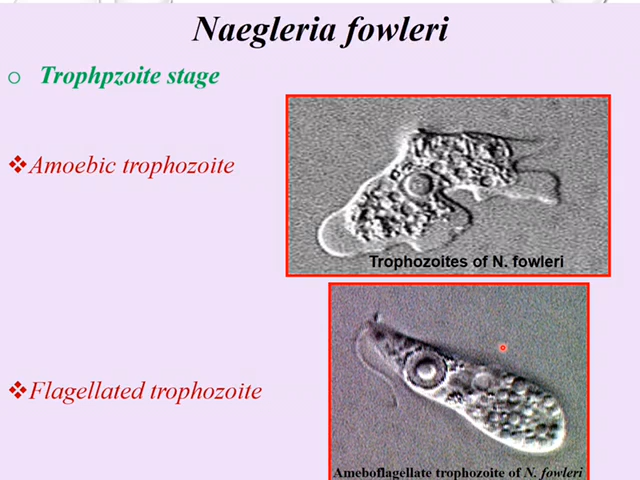 Naegleria fowleri
Trophpzoite stage
Amoebic trophozoite
Trophozoites of N. fowleri
Flagellated trophozoite
Ameboflagellate trophozoite of N. fowleri